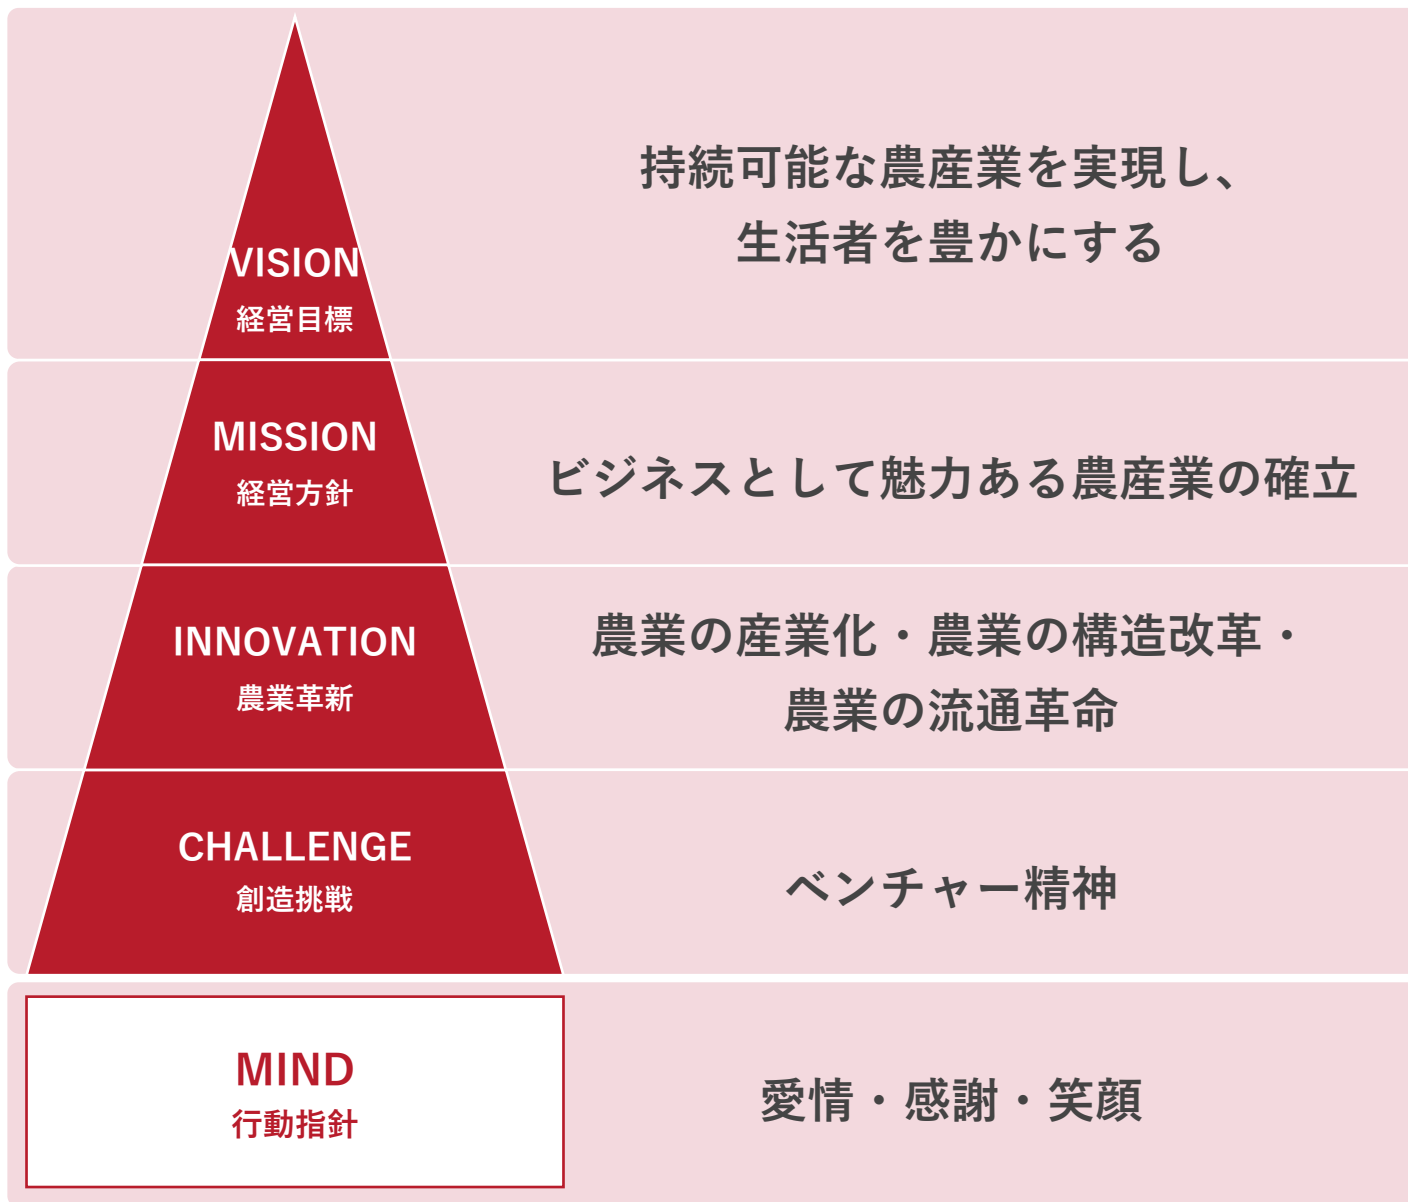 VISION
経営目標
持続可能な農産業を実現し、
生活者を豊かにする
MISSION
経営方針
ビジネスとして魅力ある農産業の確立
INNOVATION
農業革新
農業の産業化・農業の構造改革・
農業の流通革命
CHALLENGE
創造挑戦
ベンチャー精神
MIND
行動指針
愛情・感謝・笑顔